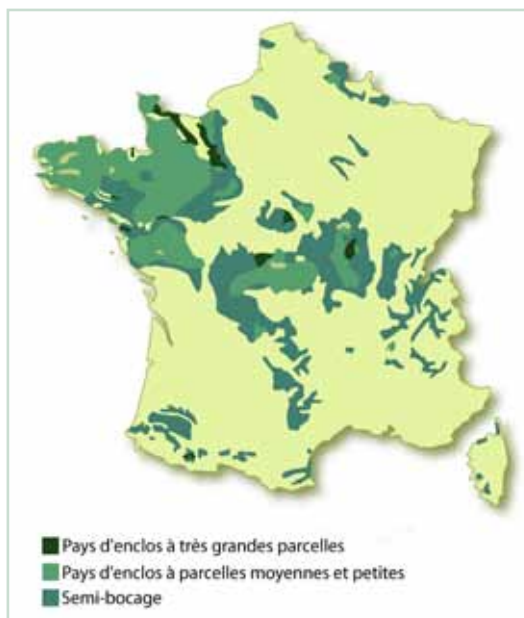 Pays d'enclos à très grandes parcelles
Pays d'enclos à parcelles moyennes et petites
Semi-bocage